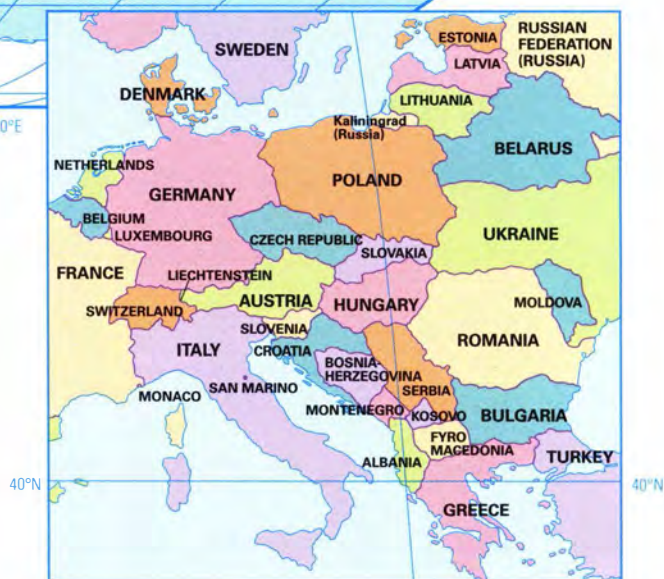 SWEDEN
ESTONIA
RUSSIAN
FEDERATION
(RUSSIA)
LATVIA
DENMARK
LITHUANIA
0°E
Kaliningrad
(Russia)
BELARUS
NETHERLANDS
GERMANY
POLAND
BELGIUM
LUXEMBOURG
CZECH REPUBLIC
UKRAINE
SLOVAKIA
FRANCE
LIECHTENSTEIN
AUSTRIA
HUNGARY
MOLDOVA
SWITZERLAND
SLOVENIA
ROMANIA
ITALY
CROATIA
BOSNIA-
HERZEGOVINA
SERBIA
SAN MARINO
MONACO
MONTENEGRO
KOSOVO
BULGARIA
FYRO
MACEDONIA
ALBANIA
TURKEY
40°N
40°N
GREECE